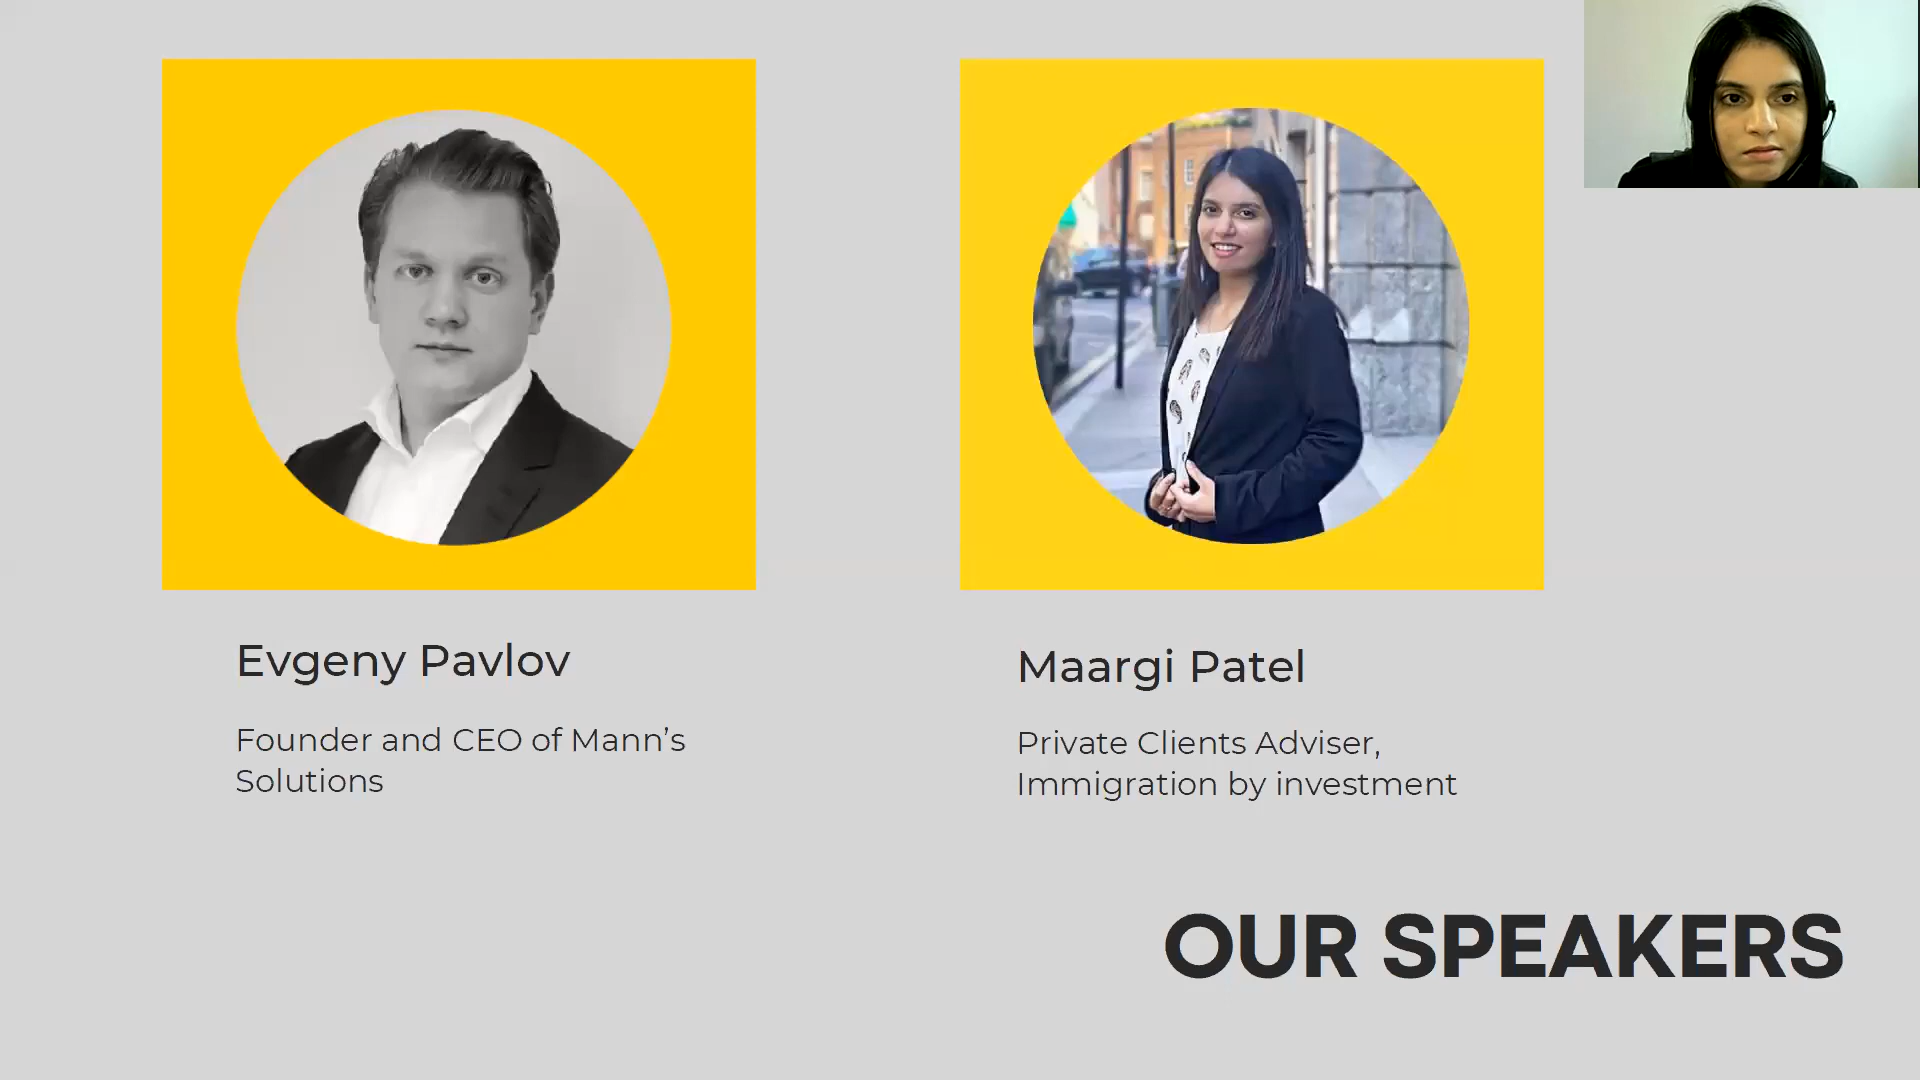 Evgeny Pavlov
Founder and CEO of Mann’s
Solutions
Maargi Patel
Private Clients Adviser,
Immigration by investment
OUR SPEAKERS